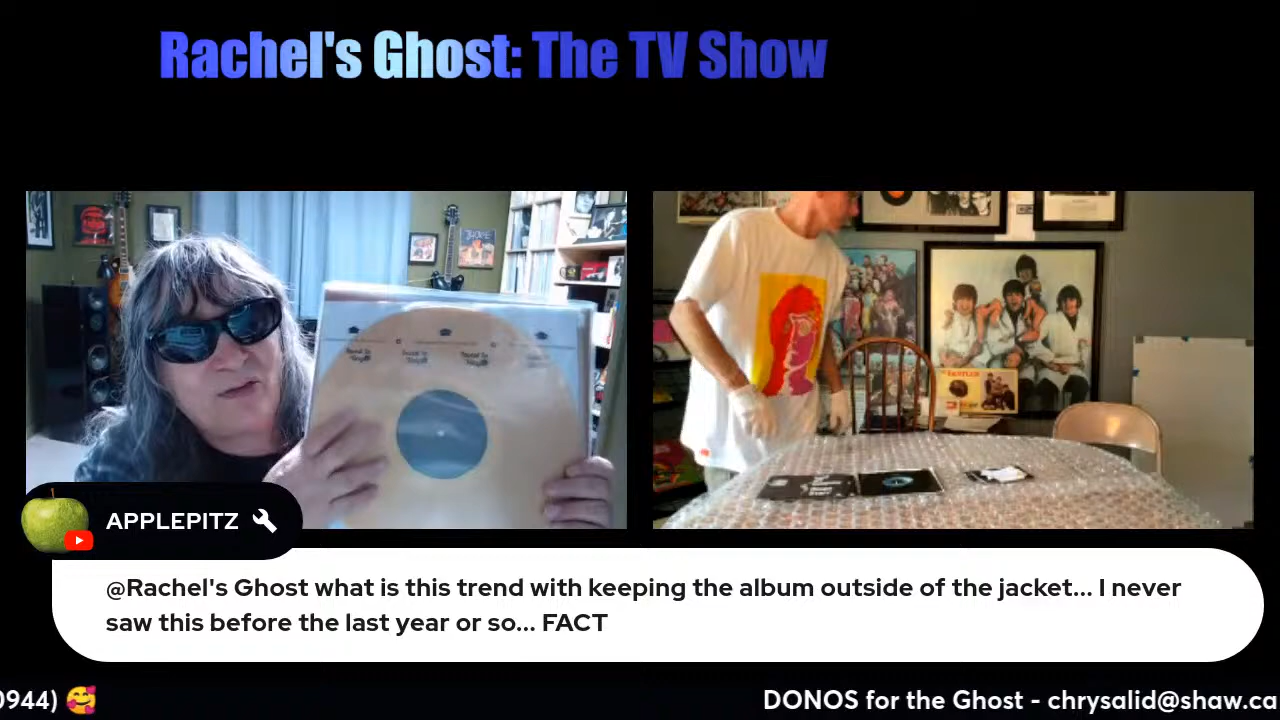 Rachel's Ghost: The TV Show
APPLEPITZ
@Rachel's Ghost what is this trend with keeping the album outside of the jacket... I never
saw this before the last year or so... FACT
0944) 🥰
DONOS for the Ghost - chrysalid@shaw.ca